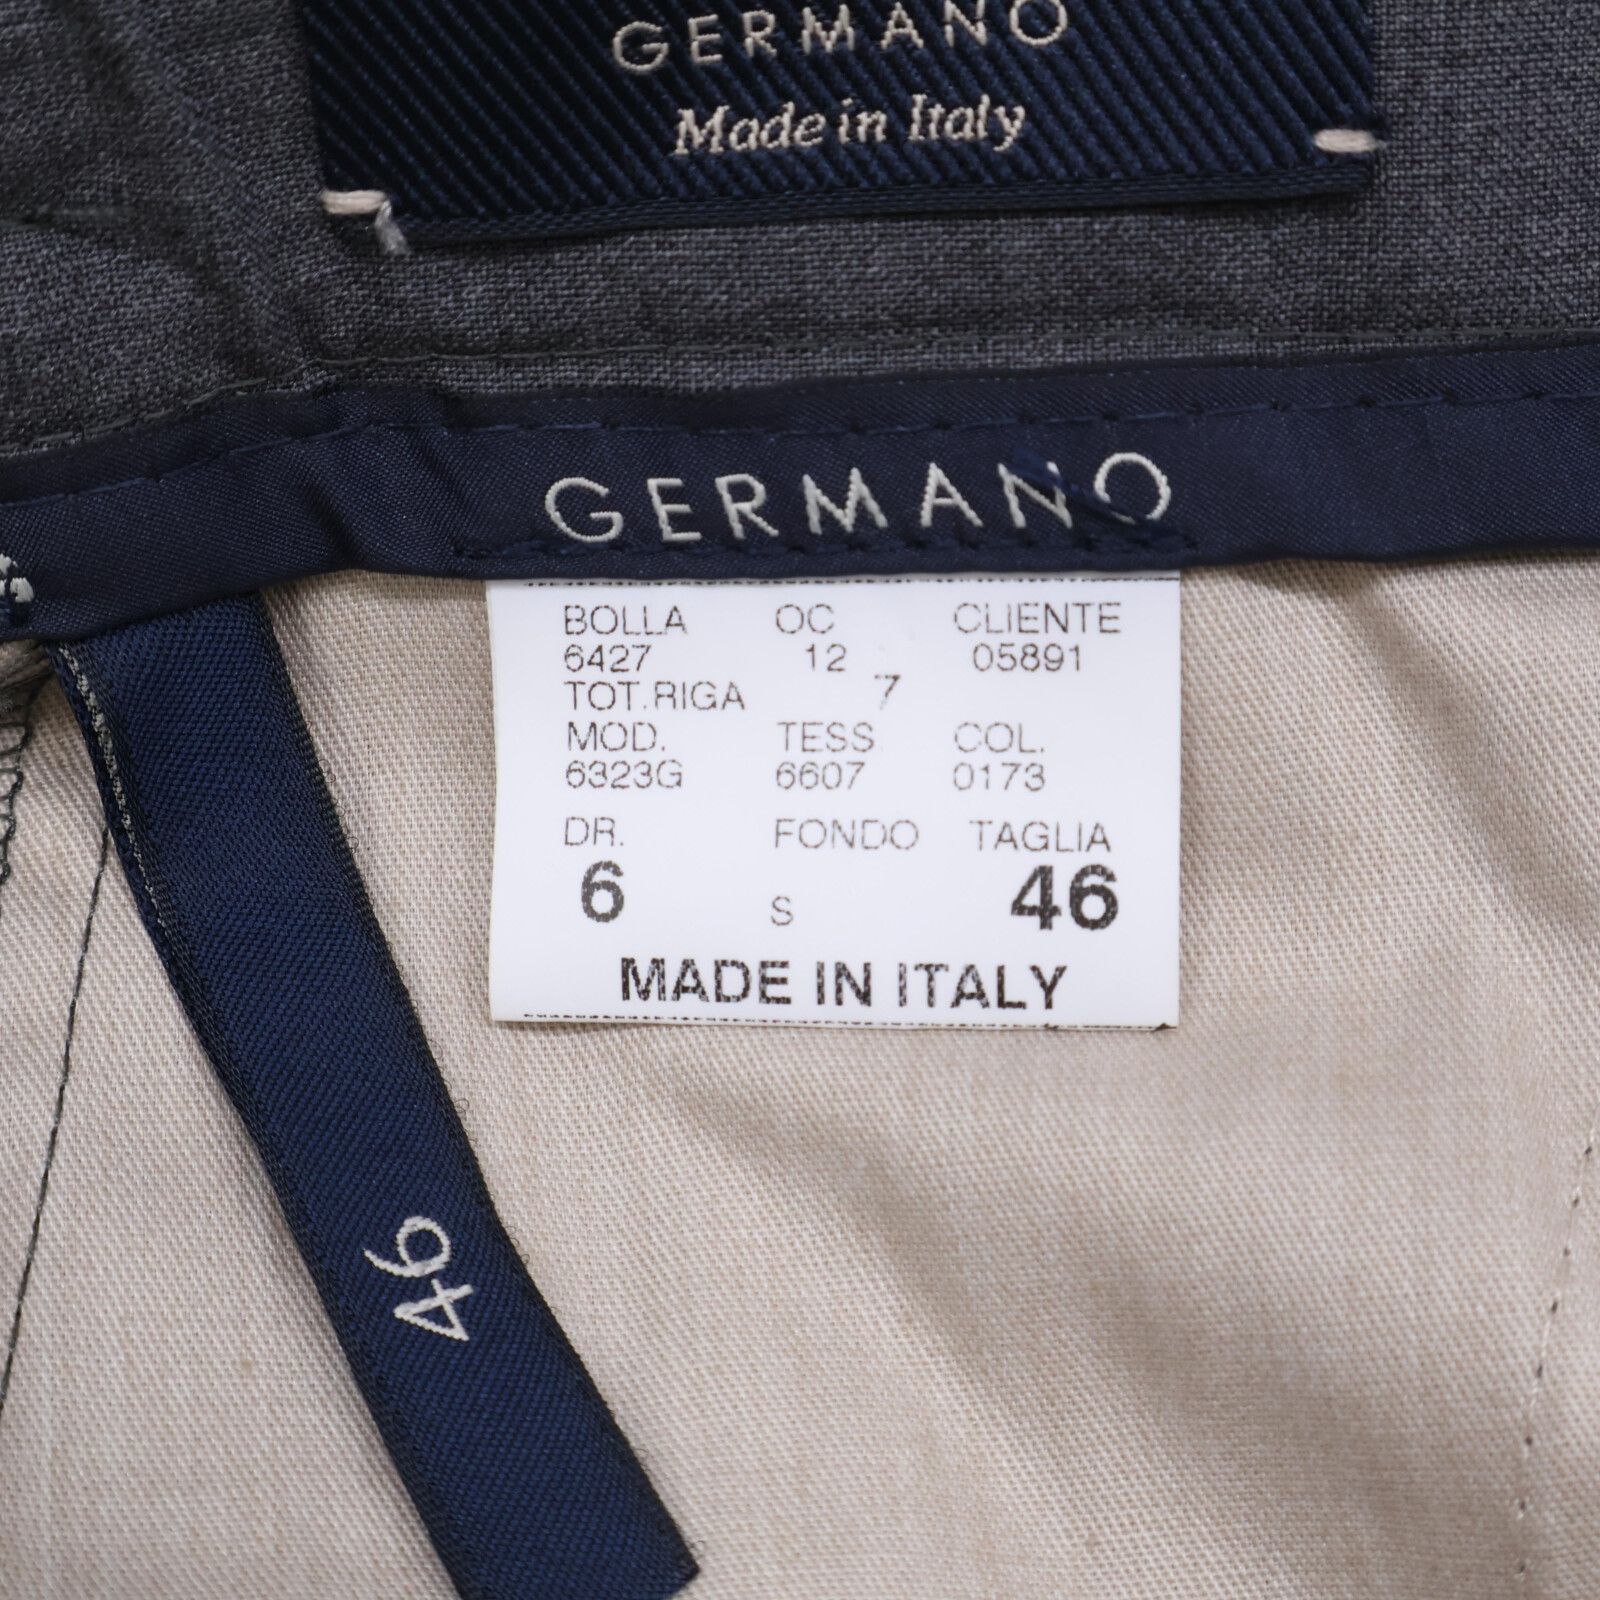 GERMANO
Made in Italy
GERMANO
BOLLA OC CLIENTE
6427 12 05891
TOT.RIGA 7
MOD. TESS COL.
6323G 6607 0173
DR. FONDO TAGLIA
6 S 46
MADE IN ITALY
46